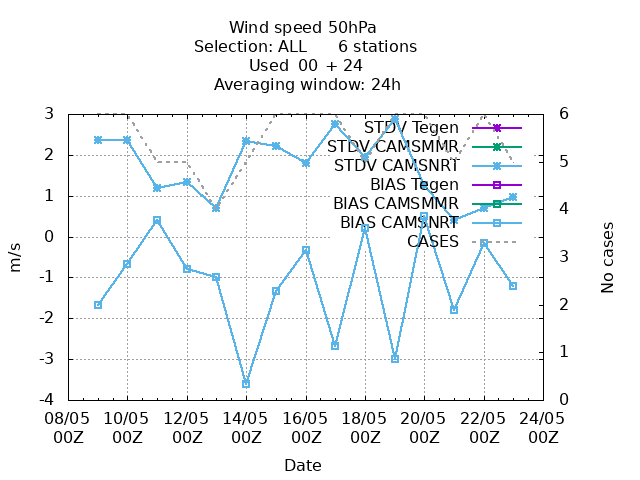 Wind speed 50hPa
Selection: ALL      6 stations
Used  00  + 24
Averaging window: 24h
3
2
1
0
-1
-2
-3
-4
m/s
6
5
4
3
2
1
0
No cases
STDV Tegen
STDV CAMSMMR
STDV CAMSNRT
BIAS Tegen
BIAS CAMSMMR
BIAS CAMSNRT
CASES
08/05 10/05 12/05 14/05 16/05 18/05 20/05 22/05 24/05
00Z 00Z 00Z 00Z 00Z 00Z 00Z 00Z 00Z
Date